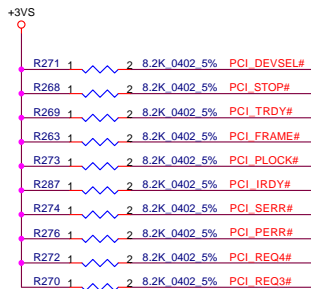 +3VS
R271 1 2 8.2K_0402_5% PCI_DEVSEL#
R268 1 2 8.2K_0402_5% PCI_STOP#
R269 1 2 8.2K_0402_5% PCI_TRDY#
R263 1 2 8.2K_0402_5% PCI_FRAME#
R273 1 2 8.2K_0402_5% PCI_PLOCK#
R287 1 2 8.2K_0402_5% PCI_IRDY#
R274 1 2 8.2K_0402_5% PCI_SERR#
R276 1 2 8.2K_0402_5% PCI_PERR#
R272 1 2 8.2K_0402_5% PCI_REQ4#
R270 1 2 8.2K_0402_5% PCI_REQ3#